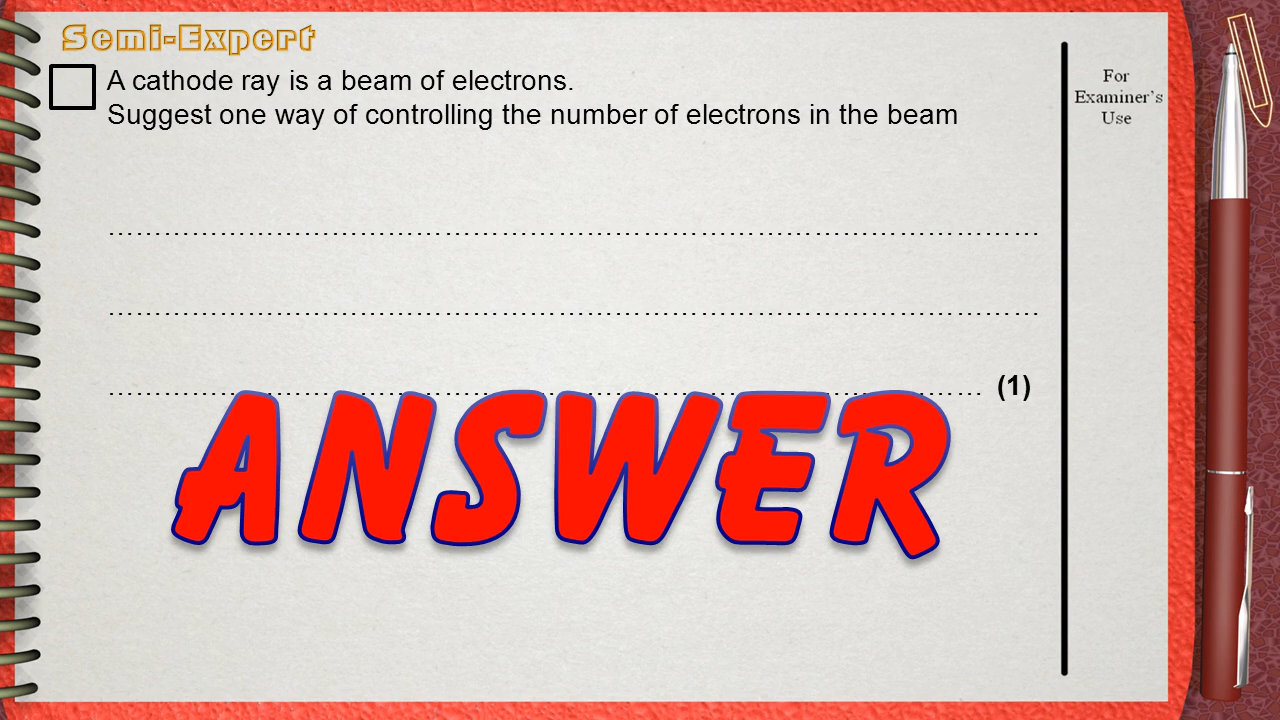 Semi-Expert
A cathode ray is a beam of electrons.
Suggest one way of controlling the number of electrons in the beam
For
Examiner's
Use
................................................................................................
................................................................................................
.......................................................................................... (1)
ANSWER